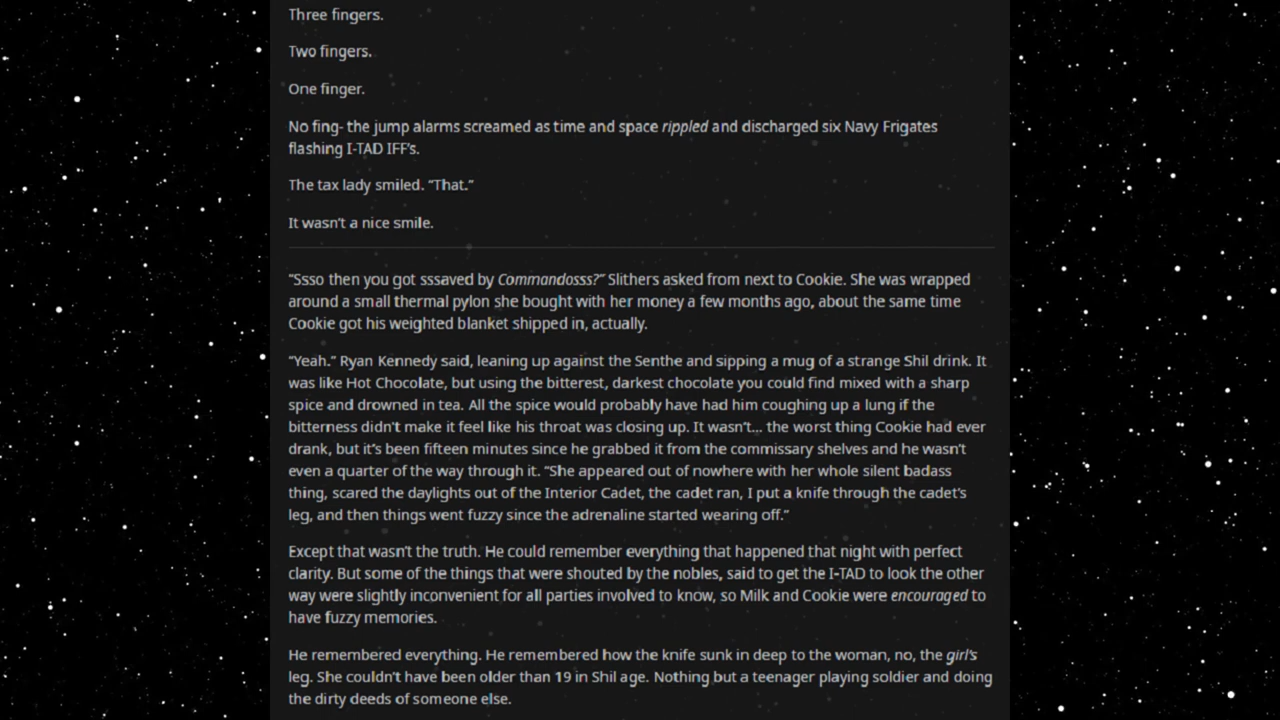 Three fingers.
Two fingers.
One finger.
No fing- the jump alarms screamed as time and space rippled and discharged six Navy Frigates
flashing I-TAD IFF's.
The tax lady smiled. “That.”
It wasn't a nice smile.
“Ssso then you got sssaved by Commandosss?” Slithers asked from next to Cookie. She was wrapped
around a small thermal pylon she bought with her money a few months ago, about the same time
Cookie got his weighted blanket shipped in, actually.
“Yeah.” Ryan Kennedy said, leaning up against the Senthe and sipping a mug of a strange Shil drink. It
was like Hot Chocolate, but using the bitterest, darkest chocolate you could find mixed with a sharp
spice and drowned in tea. All the spice would probably have had him coughing up a lung if the
bitterness didn't make it feel like his throat was closing up. It wasn't... the worst thing Cookie had ever
drank, but it's been fifteen minutes since he grabbed it from the commissary shelves and he wasn't
even a quarter of the way through it. “She appeared out of nowhere with her whole silent badass
thing, scared the daylights out of the Interior Cadet, the cadet ran, I put a knife through the cadet's
leg, and then things went fuzzy since the adrenaline started wearing off.”
Except that wasn't the truth. He could remember everything that happened that night with perfect
clarity. But some of the things that were shouted by the nobles, said to get the I-TAD to look the other
way were slightly inconvenient for all parties involved to know, so Milk and Cookie were encouraged to
have fuzzy memories.
He remembered everything. He remembered how the knife sunk in deep to the woman, no, the girl's
leg. She couldn't have been older than 19 in Shil age. Nothing but a teenager playing soldier and doing
the dirty deeds of someone else.